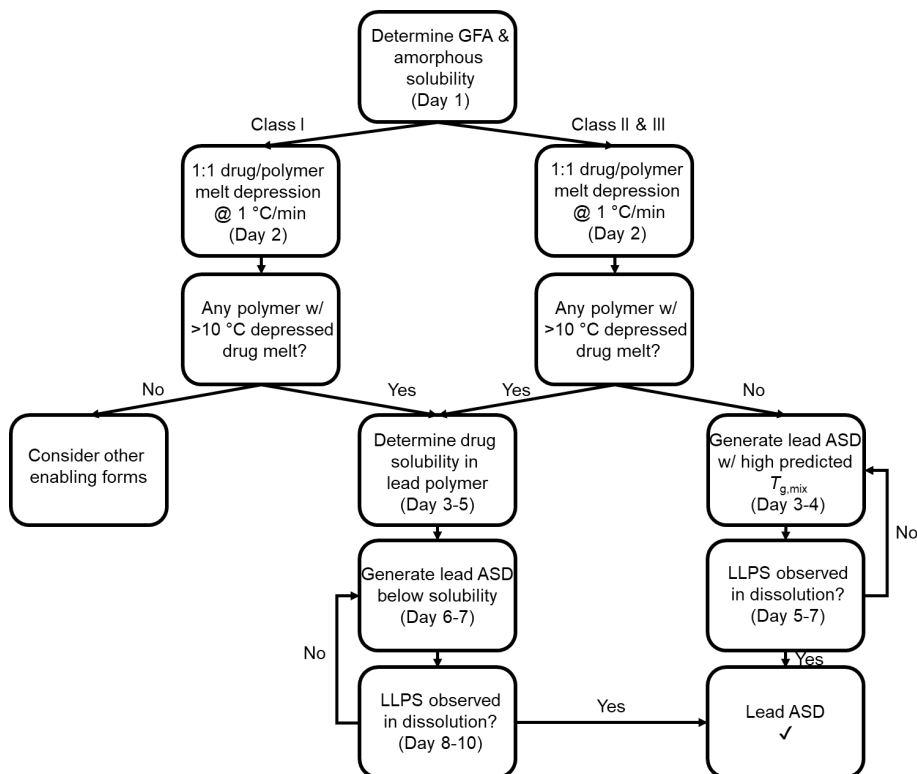 Determine GFA &
amorphous
solubility
(Day 1)
Class I
Class II & III
1:1 drug/polymer
melt depression
@ 1 °C/min
(Day 2)
1:1 drug/polymer
melt depression
@ 1 °C/min
(Day 2)
Any polymer w/
>10 °C depressed
drug melt?
Any polymer w/
>10 °C depressed
drug melt?
No
Yes
Yes
No
Consider other
enabling forms
Determine drug
solubility in
lead polymer
(Day 3-5)
Generate lead ASD
w/ high predicted
Tg,mix
(Day 3-4)
No
Generate lead ASD
below solubility
(Day 6-7)
LLPS observed
in dissolution?
(Day 5-7)
No
Yes
LLPS observed
in dissolution?
(Day 8-10)
Yes
Lead ASD
✓